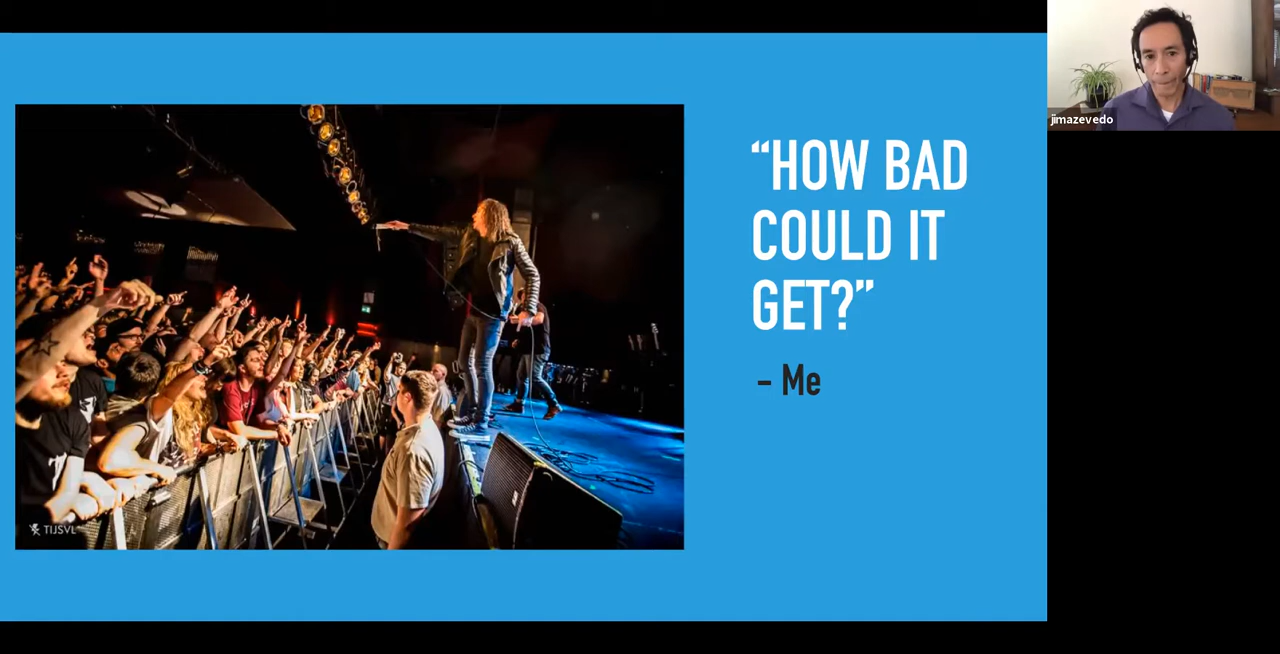 “HOW BAD
COULD IT
GET?”
– Me
jimazevedo
TIJSVL